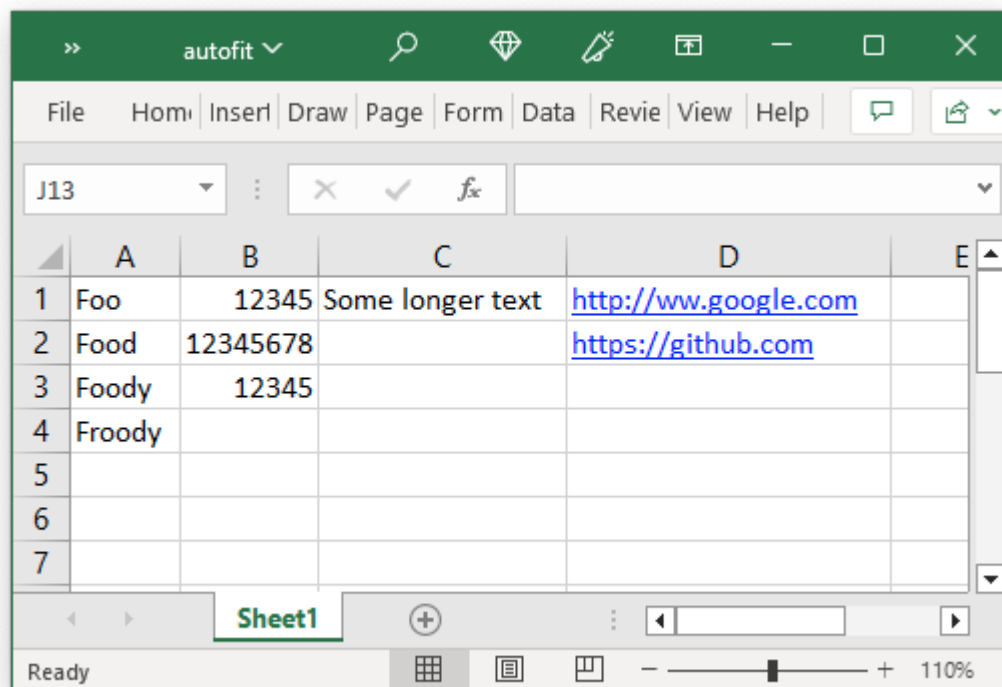 » autofit
File Hom Insert Draw Page Form Data Revie View Help
J13 fx
A B C D E
1 Foo 12345 Some longer text http://ww.google.com
2 Food 12345678 https://github.com
3 Foody 12345
4 Froody
5
6
7
Sheet1
Ready 110%